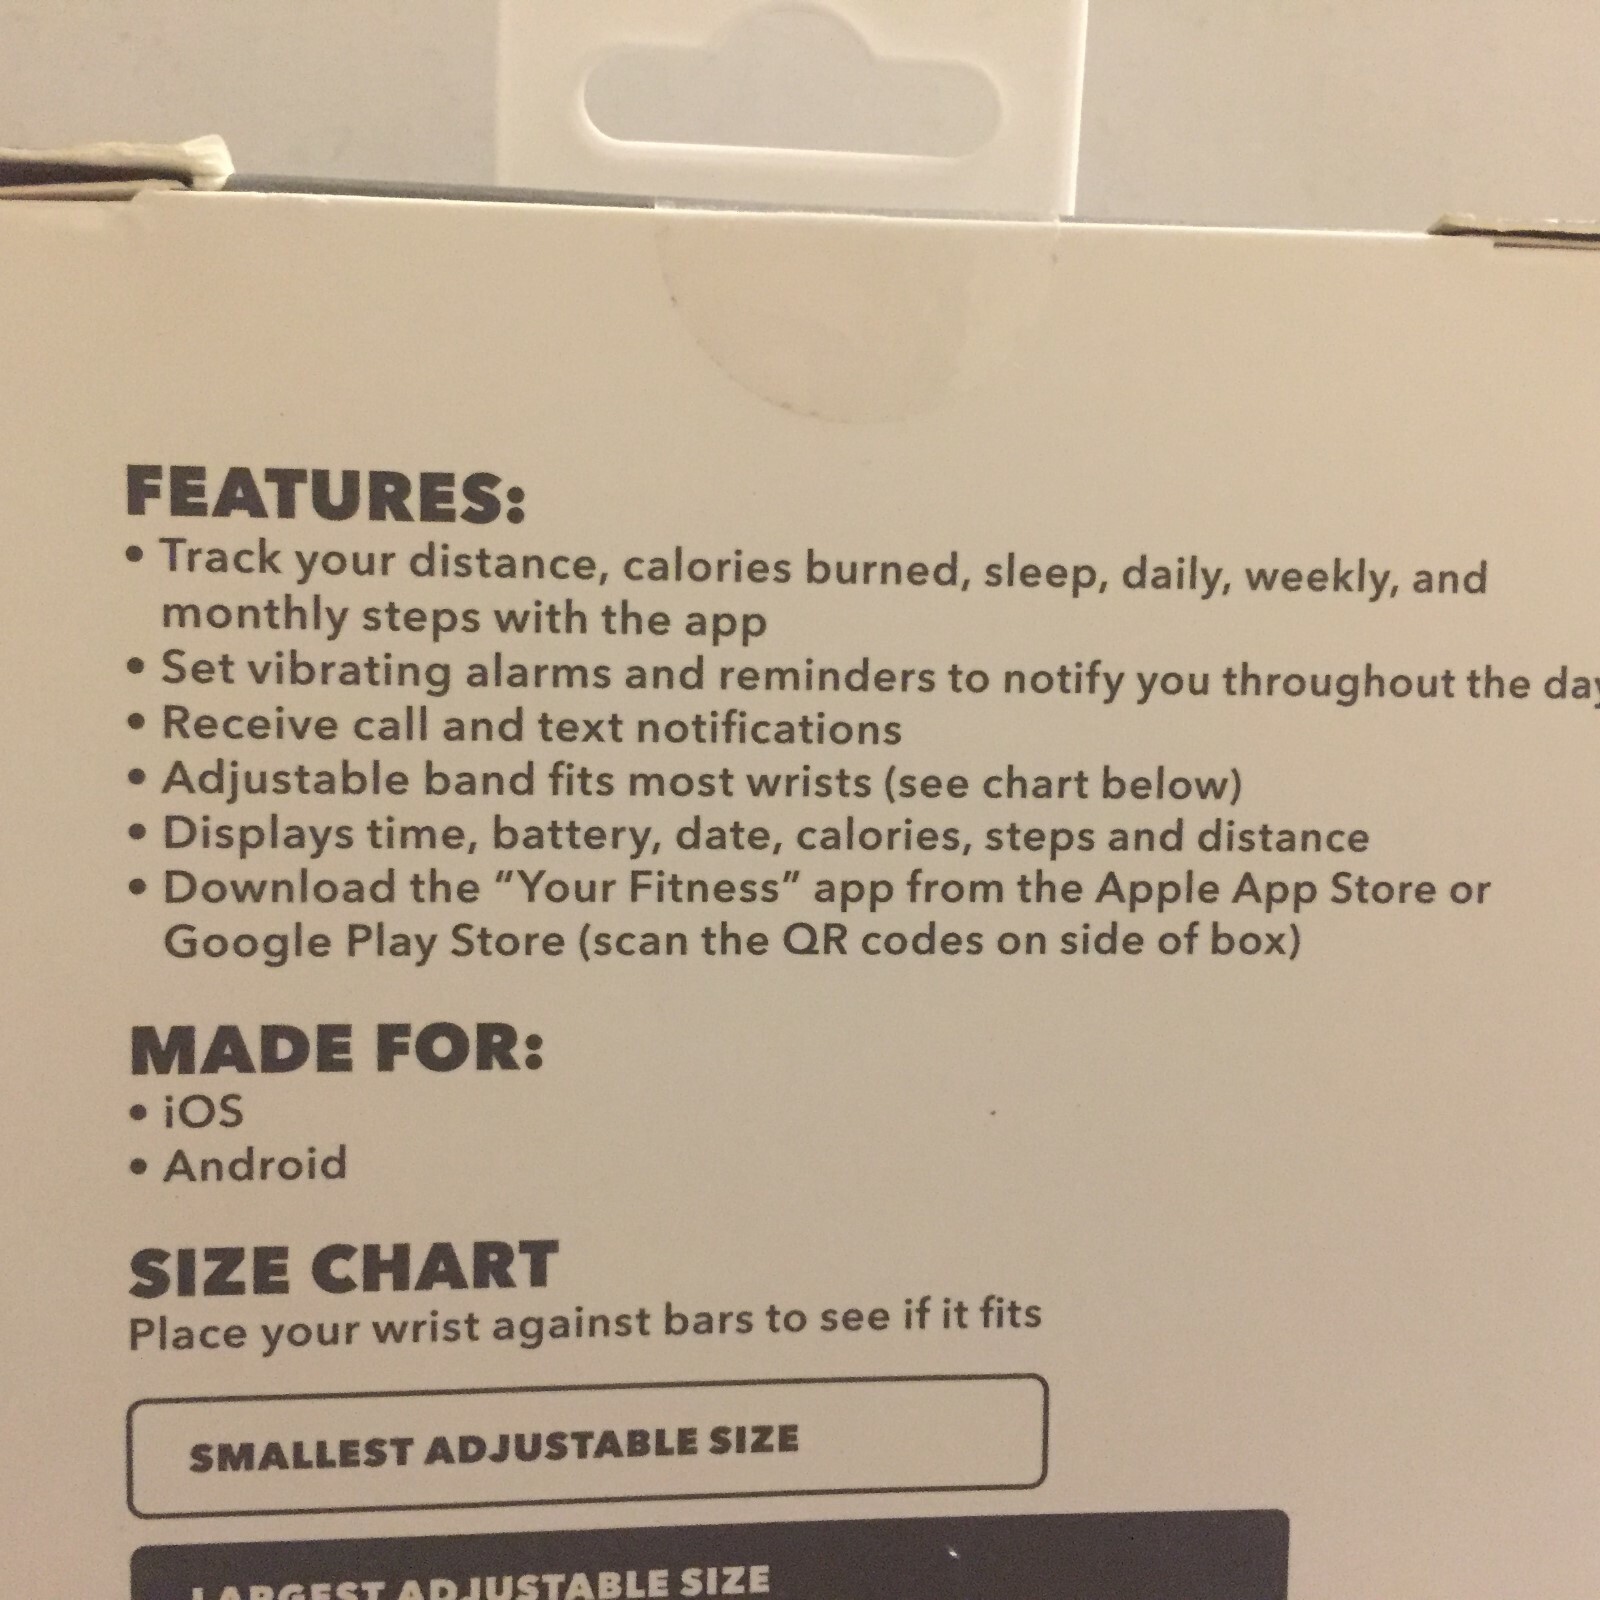 FEATURES:
• Track your distance, calories burned, sleep, daily, weekly, and
monthly steps with the app
• Set vibrating alarms and reminders to notify you throughout the day
• Receive call and text notifications
• Adjustable band fits most wrists (see chart below)
• Displays time, battery, date, calories, steps and distance
• Download the “Your Fitness” app from the Apple App Store or
Google Play Store (scan the QR codes on side of box)
MADE FOR:
• iOS
• Android
SIZE CHART
Place your wrist against bars to see if it fits
SMALLEST ADJUSTABLE SIZE
LARGEST ADJUSTABLE SIZE